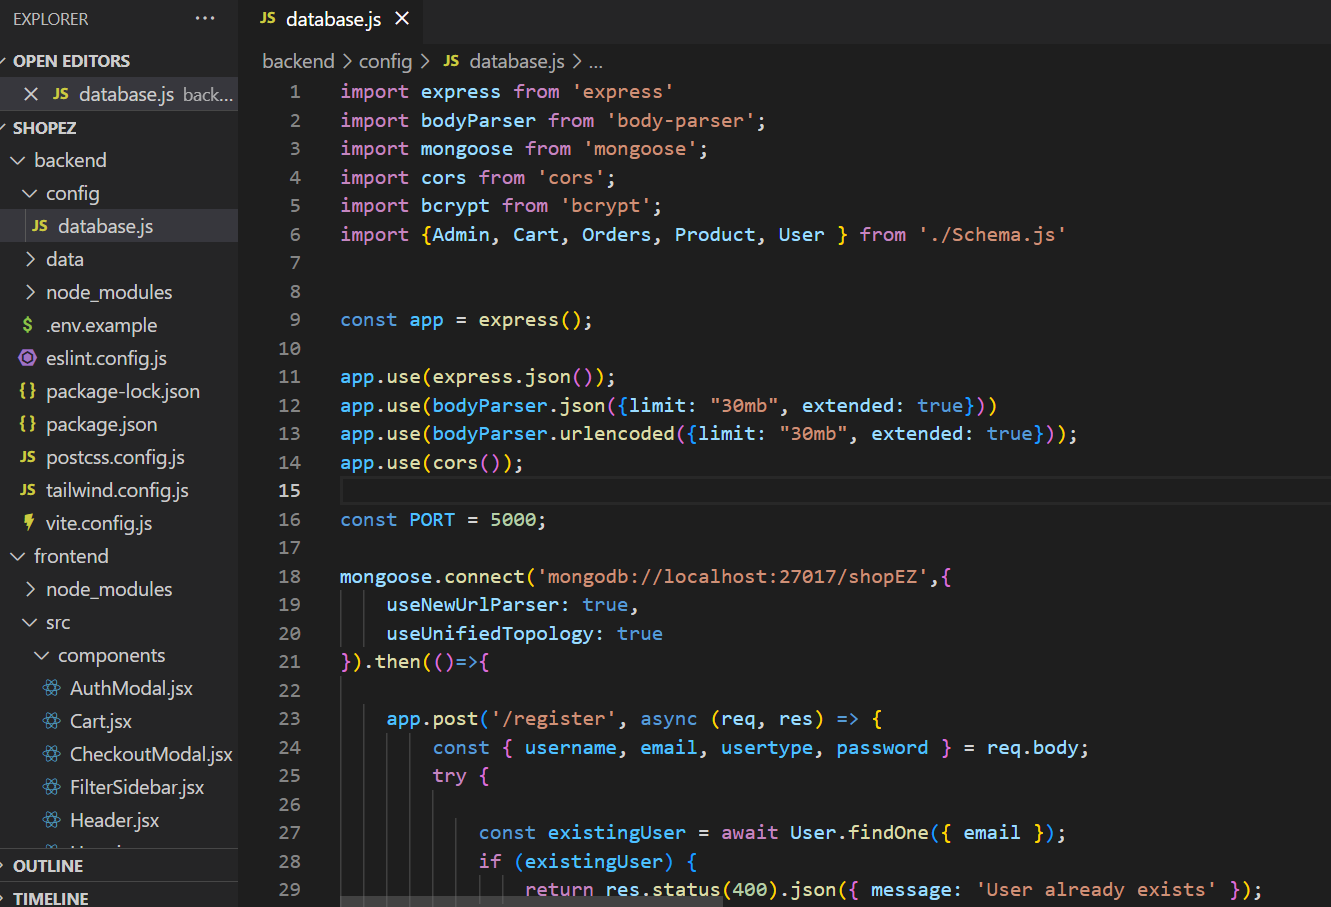 EXPLORER ...
OPEN EDITORS
JS database.js back...
SHOPEZ
backend
config
JS database.js
data
node_modules
$ .env.example
eslint.config.js
{} package-lock.json
{} package.json
JS postcss.config.js
JS tailwind.config.js
vite.config.js
frontend
node_modules
src
components
AuthModal.jsx
Cart.jsx
CheckoutModal.jsx
FilterSidebar.jsx
Header.jsx
OUTLINE
TIMELINE
JS database.js
backend > config > JS database.js > ...
1 import express from 'express'
2 import bodyParser from 'body-parser';
3 import mongoose from 'mongoose';
4 import cors from 'cors';
5 import bcrypt from 'bcrypt';
6 import {Admin, Cart, Orders, Product, User } from './Schema.js'
7
8
9 const app = express();
10
11 app.use(express.json());
12 app.use(bodyParser.json({limit: "30mb", extended: true}))
13 app.use(bodyParser.urlencoded({limit: "30mb", extended: true}));
14 app.use(cors());
15
16 const PORT = 5000;
17
18 mongoose.connect('mongodb://localhost:27017/shopEZ',{
19 useNewUrlParser: true,
20 useUnifiedTopology: true
21 }).then(()=>{
22
23 app.post('/register', async (req, res) => {
24 const { username, email, usertype, password } = req.body;
25 try {
26
27 const existingUser = await User.findOne({ email });
28 if (existingUser) {
29 return res.status(400).json({ message: 'User already exists' });